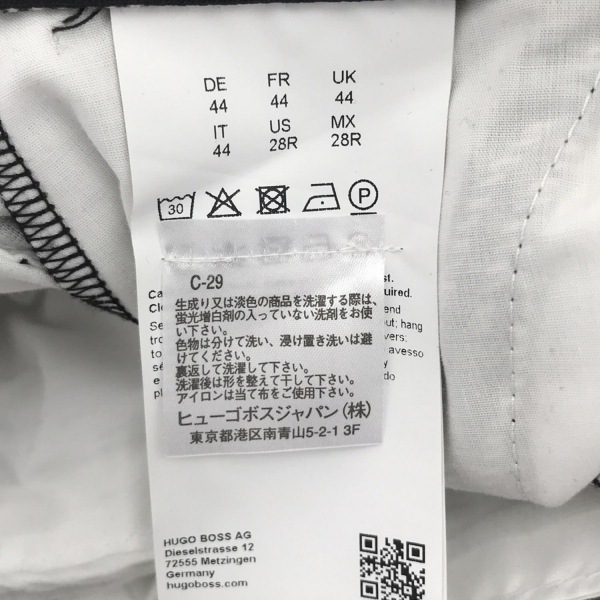 DE FR UK
44 44 44
IT US MX
44 28R 28R
30 P
C-29
生成り又は淡色の商品を洗濯する際は、
蛍光増白剤の入っていない洗剤をお使
い下さい。
色物は分けて洗い、浸け置き洗いは避
けてください。
裏返して洗濯して下さい。
洗濯後は形を整えて干して下さい。
アイロンは当て布をご使用下さい。
ヒューゴボスジャパン(株)
東京都港区南青山5-2-1 3F
hang
avesso
HUGO BOSS AG
Dieselstrasse 12
72555 Metzingen
Germany
hugoboss.com